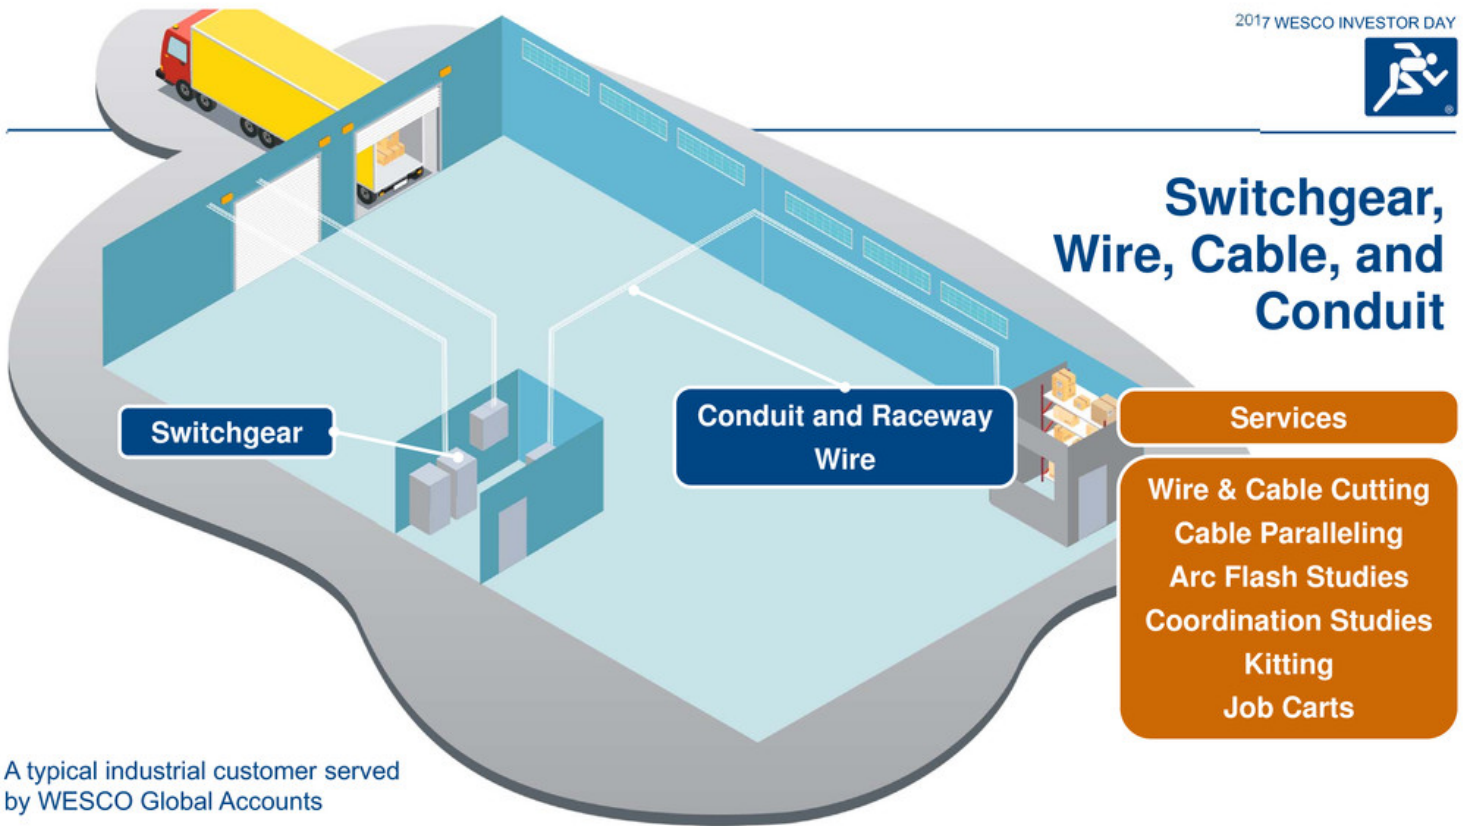 2017 WESCO INVESTOR DAY
®
Switchgear,
Wire, Cable, and
Conduit
Switchgear
Conduit and Raceway
Wire
Services
Wire & Cable Cutting
Cable Paralleling
Arc Flash Studies
Coordination Studies
Kitting
Job Carts
A typical industrial customer served
by WESCO Global Accounts